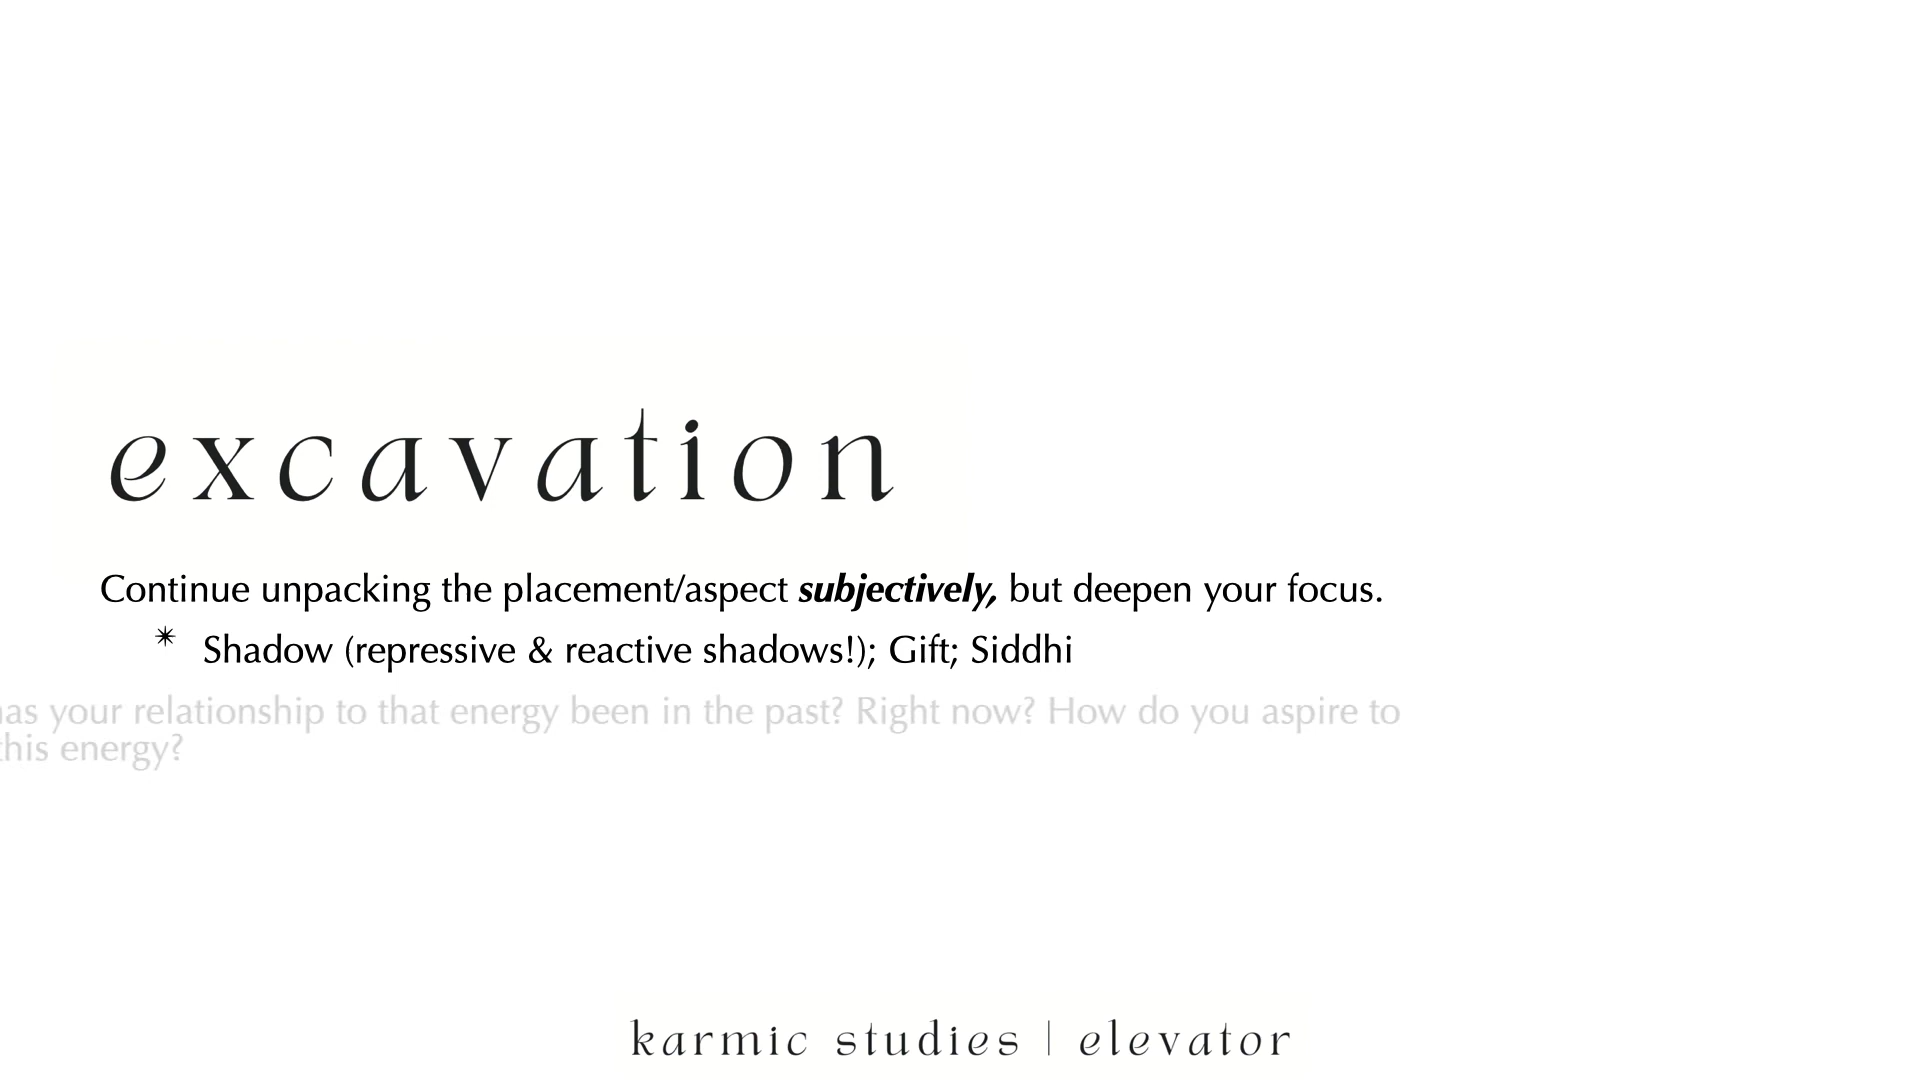 excavation
Continue unpacking the placement/aspect subjectively, but deepen your focus.
✴ Shadow (repressive & reactive shadows!); Gift; Siddhi
your relationship to that energy been in the past? Right now? How do you aspire to
this energy?
karmic studies | elevator